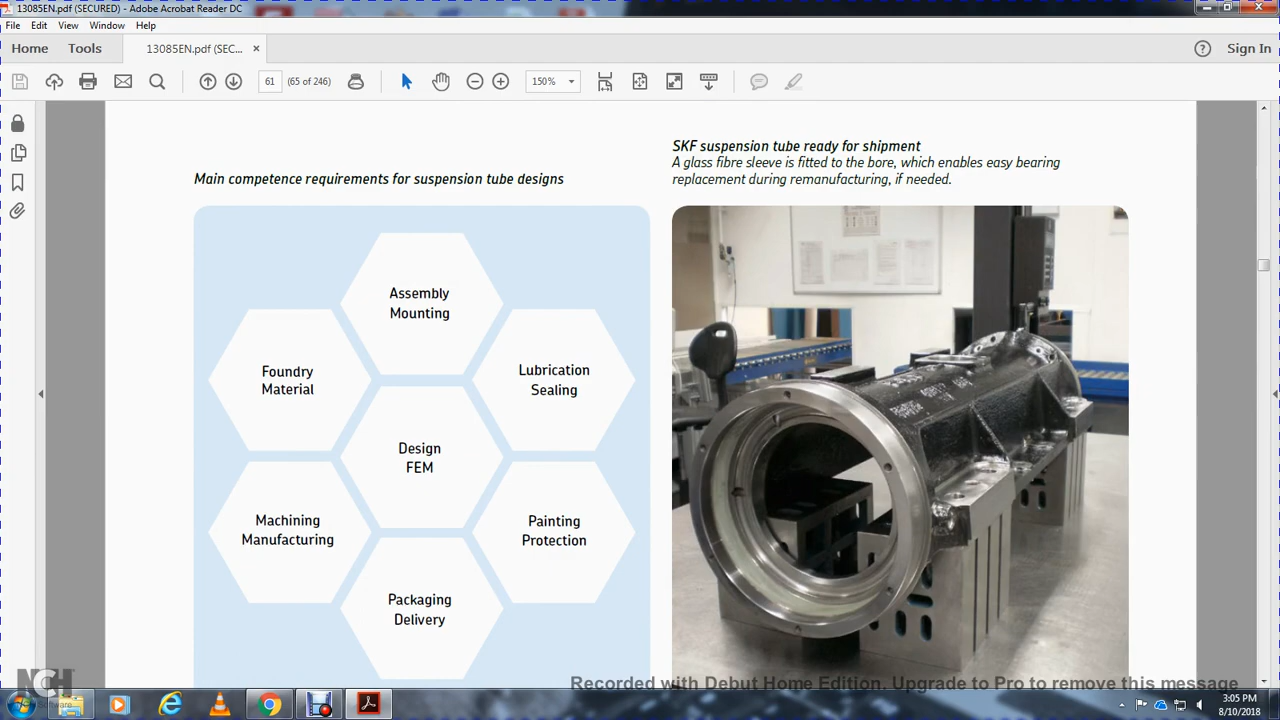 13085EN.pdf (SECURED) - Adobe Acrobat Reader DC
File Edit View Window Help
Home Tools 13085EN.pdf (SEC... × Sign In
61 (65 of 246) 150%
SKF suspension tube ready for shipment
A glass fibre sleeve is fitted to the bore, which enables easy bearing
replacement during remanufacturing, if needed.
Main competence requirements for suspension tube designs
Assembly
Mounting
Foundry
Material
Lubrication
Sealing
Design
FEM
Machining
Manufacturing
Painting
Protection
Packaging
Delivery
NCH
Software
Recorded with Debut Home Edition. Upgrade to Pro to remove this message
3:05 PM
8/10/2018